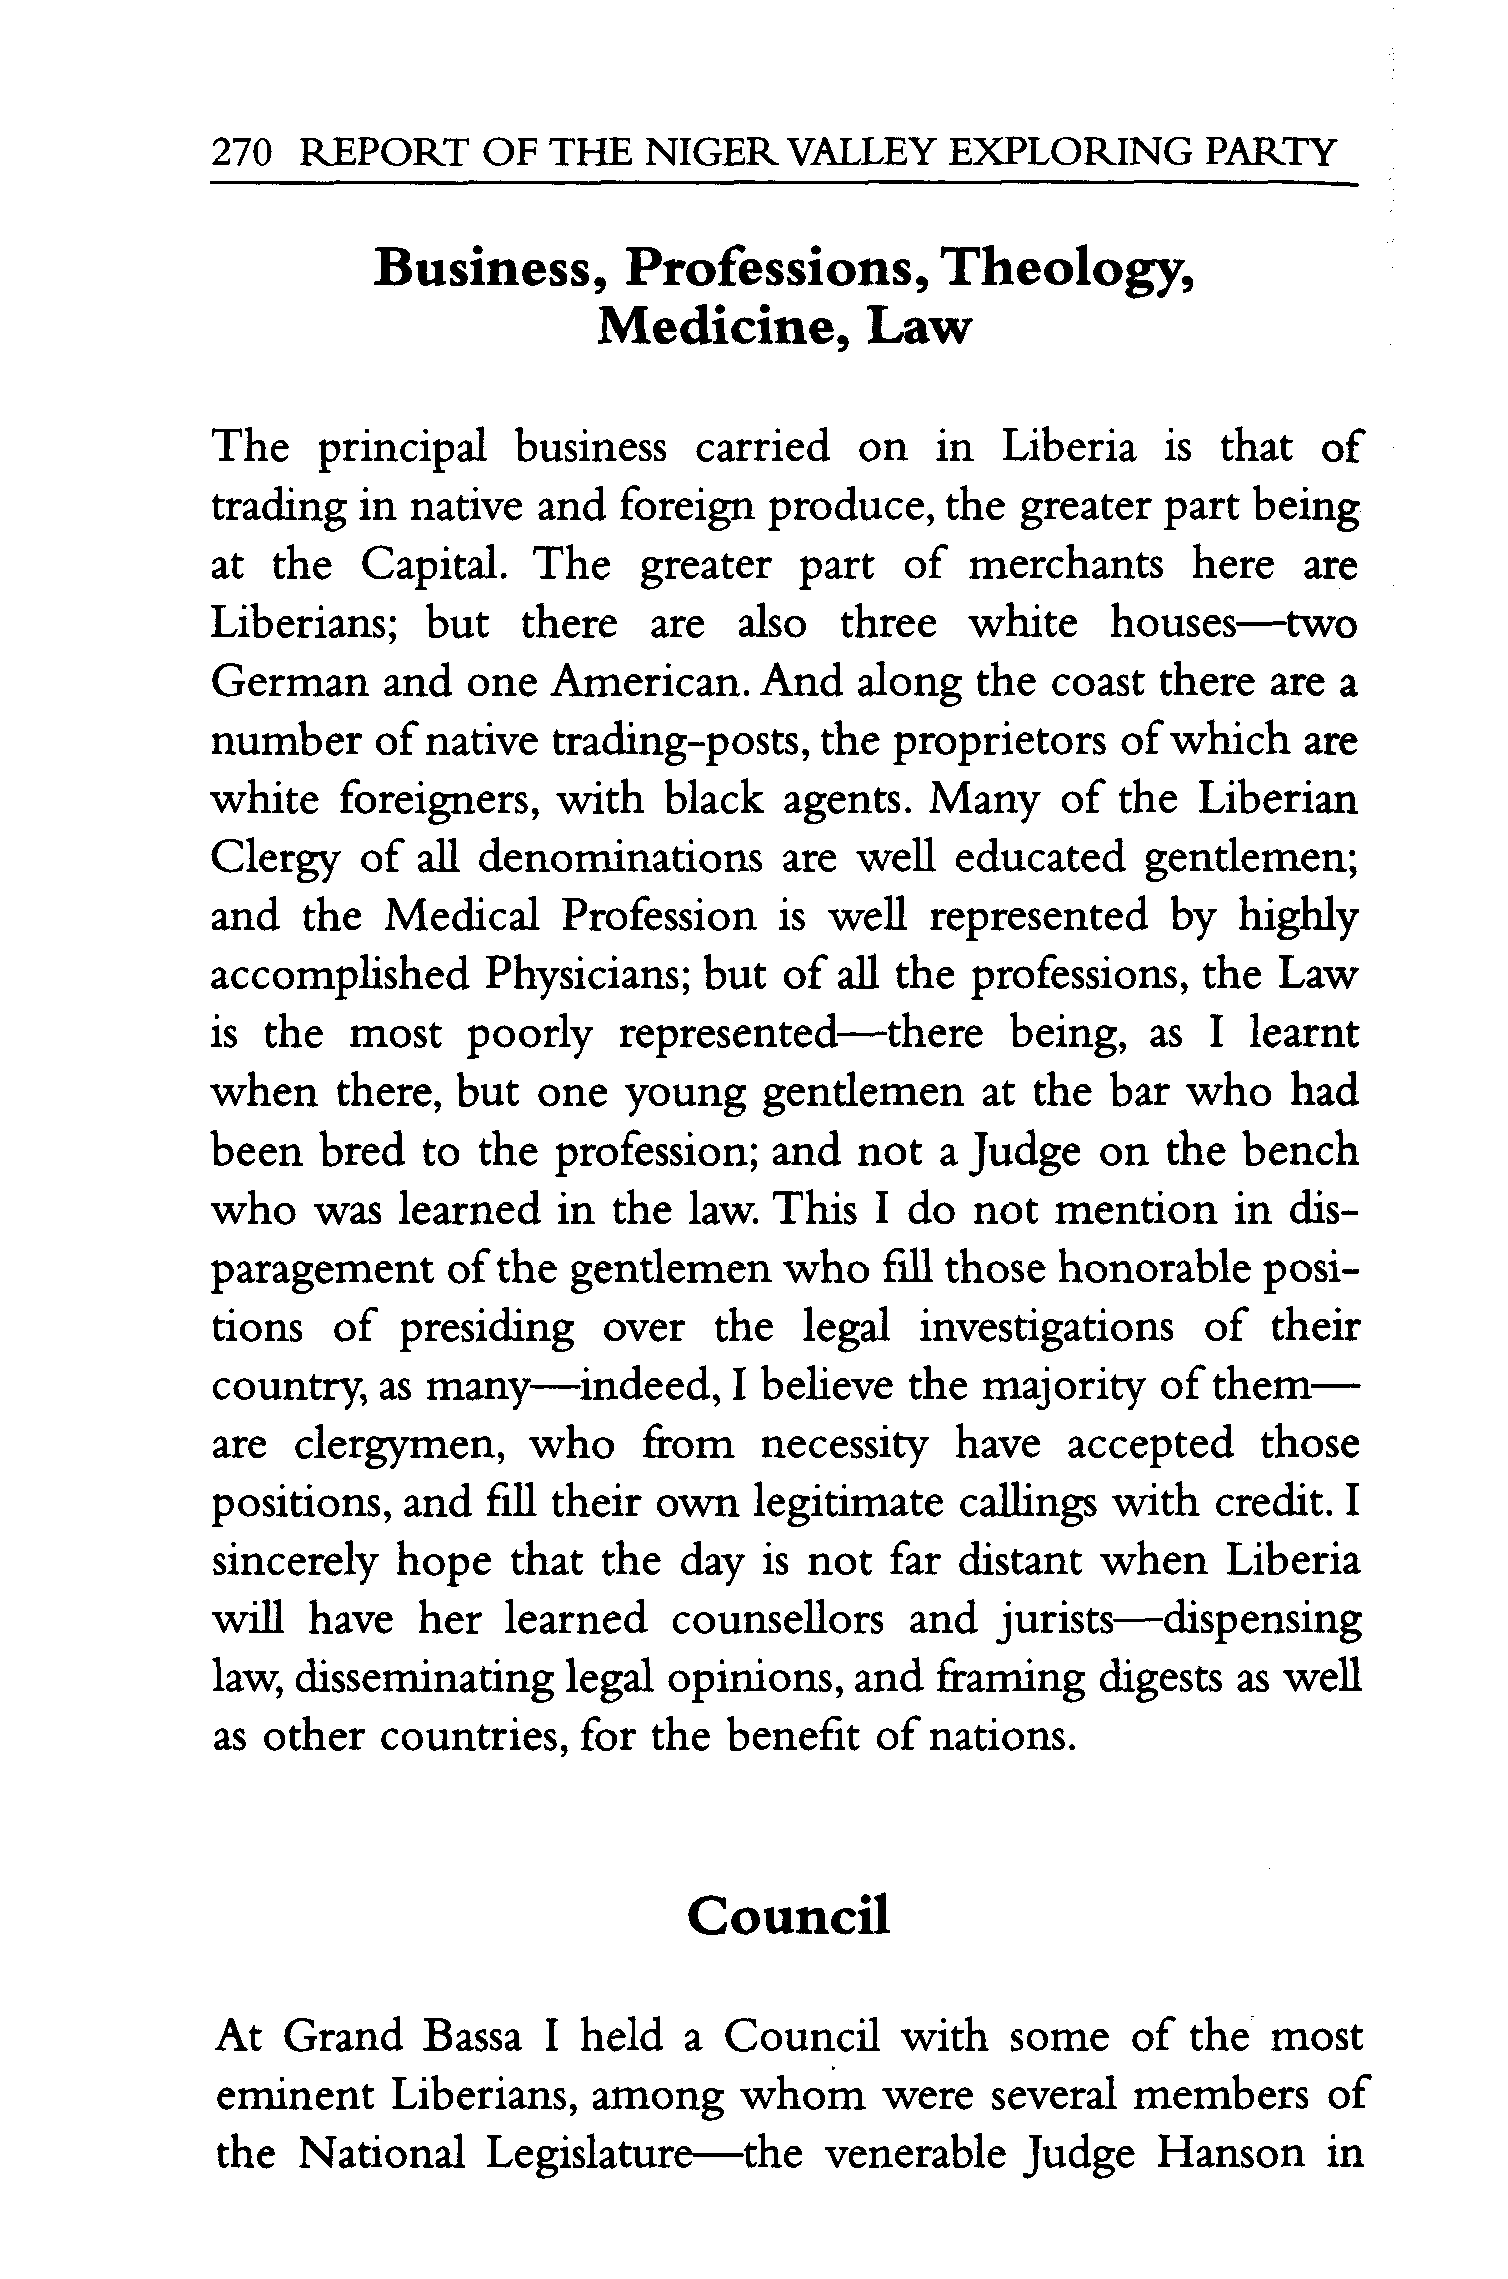 270 REPORT OF THE NIGER VALLEY EXPLORING PARTY
Business, Professions, Theology,
Medicine, Law
The principal business carried on in Liberia is that of
trading in native and foreign produce, the greater part being
at the Capital. The greater part of merchants here are
Liberians; but there are also three white houses—two
German and one American. And along the coast there are a
number of native trading-posts, the proprietors of which are
white foreigners, with black agents. Many of the Liberian
Clergy of all denominations are well educated gentlemen;
and the Medical Profession is well represented by highly
accomplished Physicians; but of all the professions, the Law
is the most poorly represented—there being, as I learnt
when there, but one young gentlemen at the bar who had
been bred to the profession; and not a Judge on the bench
who was learned in the law. This I do not mention in dis-
paragement of the gentlemen who fill those honorable posi-
tions of presiding over the legal investigations of their
country, as many—indeed, I believe the majority of them—
are clergymen, who from necessity have accepted those
positions, and fill their own legitimate callings with credit. I
sincerely hope that the day is not far distant when Liberia
will have her learned counsellors and jurists—dispensing
law, disseminating legal opinions, and framing digests as well
as other countries, for the benefit of nations.
Council
At Grand Bassa I held a Council with some of the most
eminent Liberians, among whom were several members of
the National Legislature—the venerable Judge Hanson in